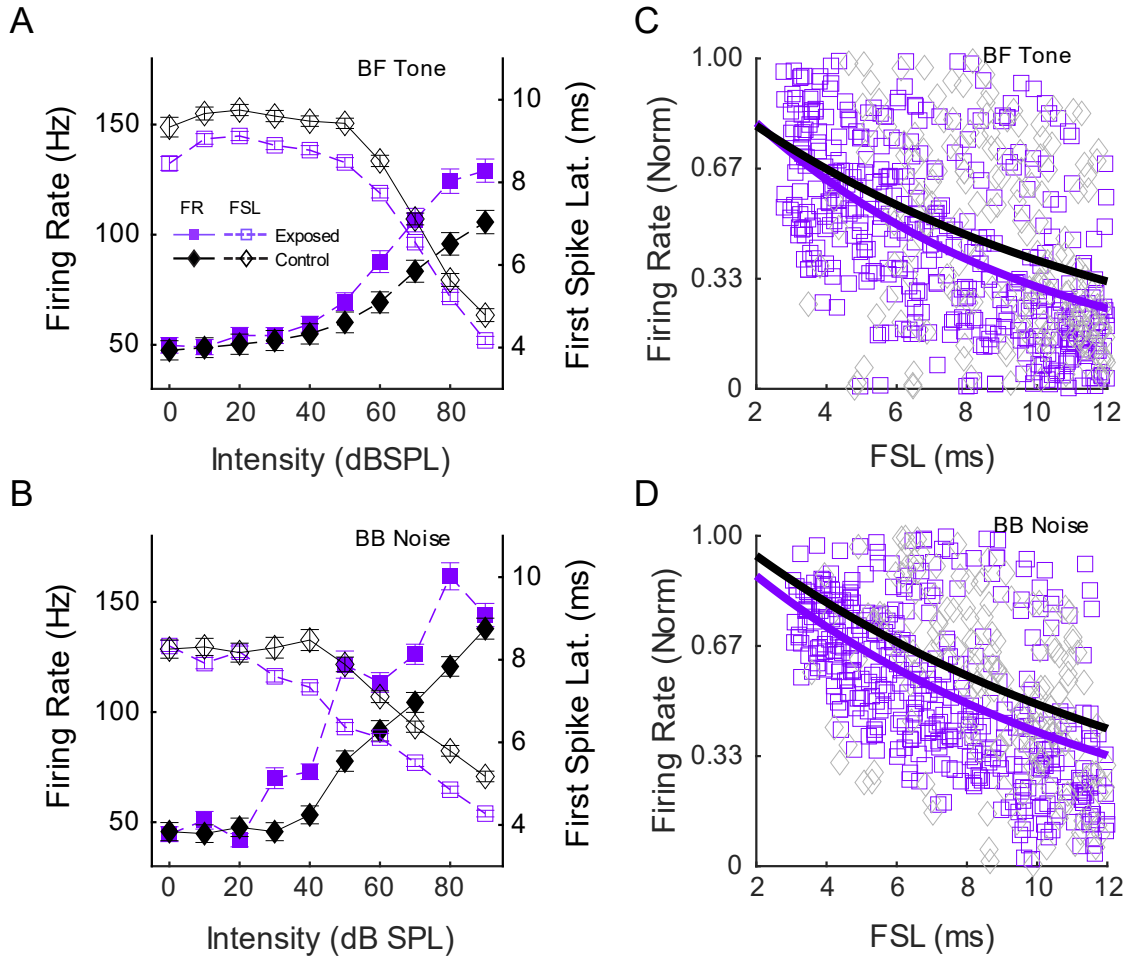 A
BF Tone
Firing Rate (Hz)
150
100
50
10
8
6
4
First Spike Lat. (ms)
FR FSL
Exposed
Control
0 20 40 60 80
Intensity (dBSPL)
C
BF Tone
Firing Rate (Norm)
1.00
0.67
0.33
0
2 4 6 8 10 12
FSL (ms)
B
BB Noise
Firing Rate (Hz)
150
100
50
10
8
6
4
First Spike Lat. (ms)
0 20 40 60 80
Intensity (dB SPL)
D
BB Noise
Firing Rate (Norm)
1.00
0.67
0.33
0
2 4 6 8 10 12
FSL (ms)